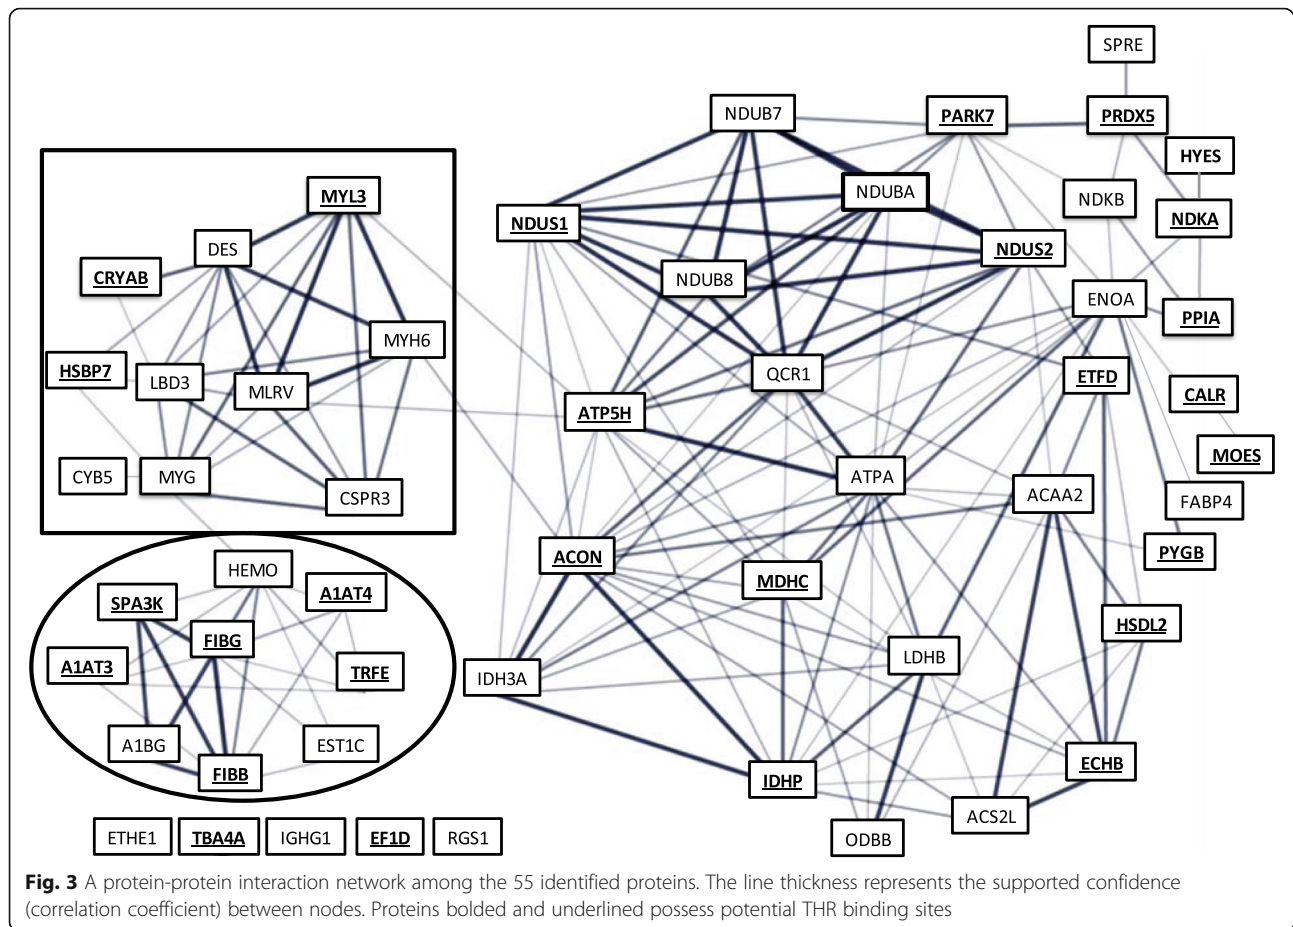 SPRE
NDUB7
PARK7
PRDX5
HYES
MYL3
NDUBA
NDKB
NDKA
NDUS1
DES
NDUS2
CRYAB
NDUB8
ENOA
PPIA
MYH6
HSBP7
LBD3
MLRV
QCR1
ETFD
CALR
ATP5H
MOES
CYB5
MYG
CSPR3
ATPA
ACAA2
FABP4
ACON
PYGB
HEMO
MDHC
SPA3K
A1AT4
HSDL2
FIBG
LDHB
A1AT3
TRFE
IDH3A
A1BG
EST1C
ECHB
FIBB
IDHP
ACS2L
ETHE1
TBA4A
IGHG1
EF1D
RGS1
ODBB
Fig. 3 A protein-protein interaction network among the 55 identified proteins. The line thickness represents the supported confidence
(correlation coefficient) between nodes. Proteins bolded and underlined possess potential THR binding sites